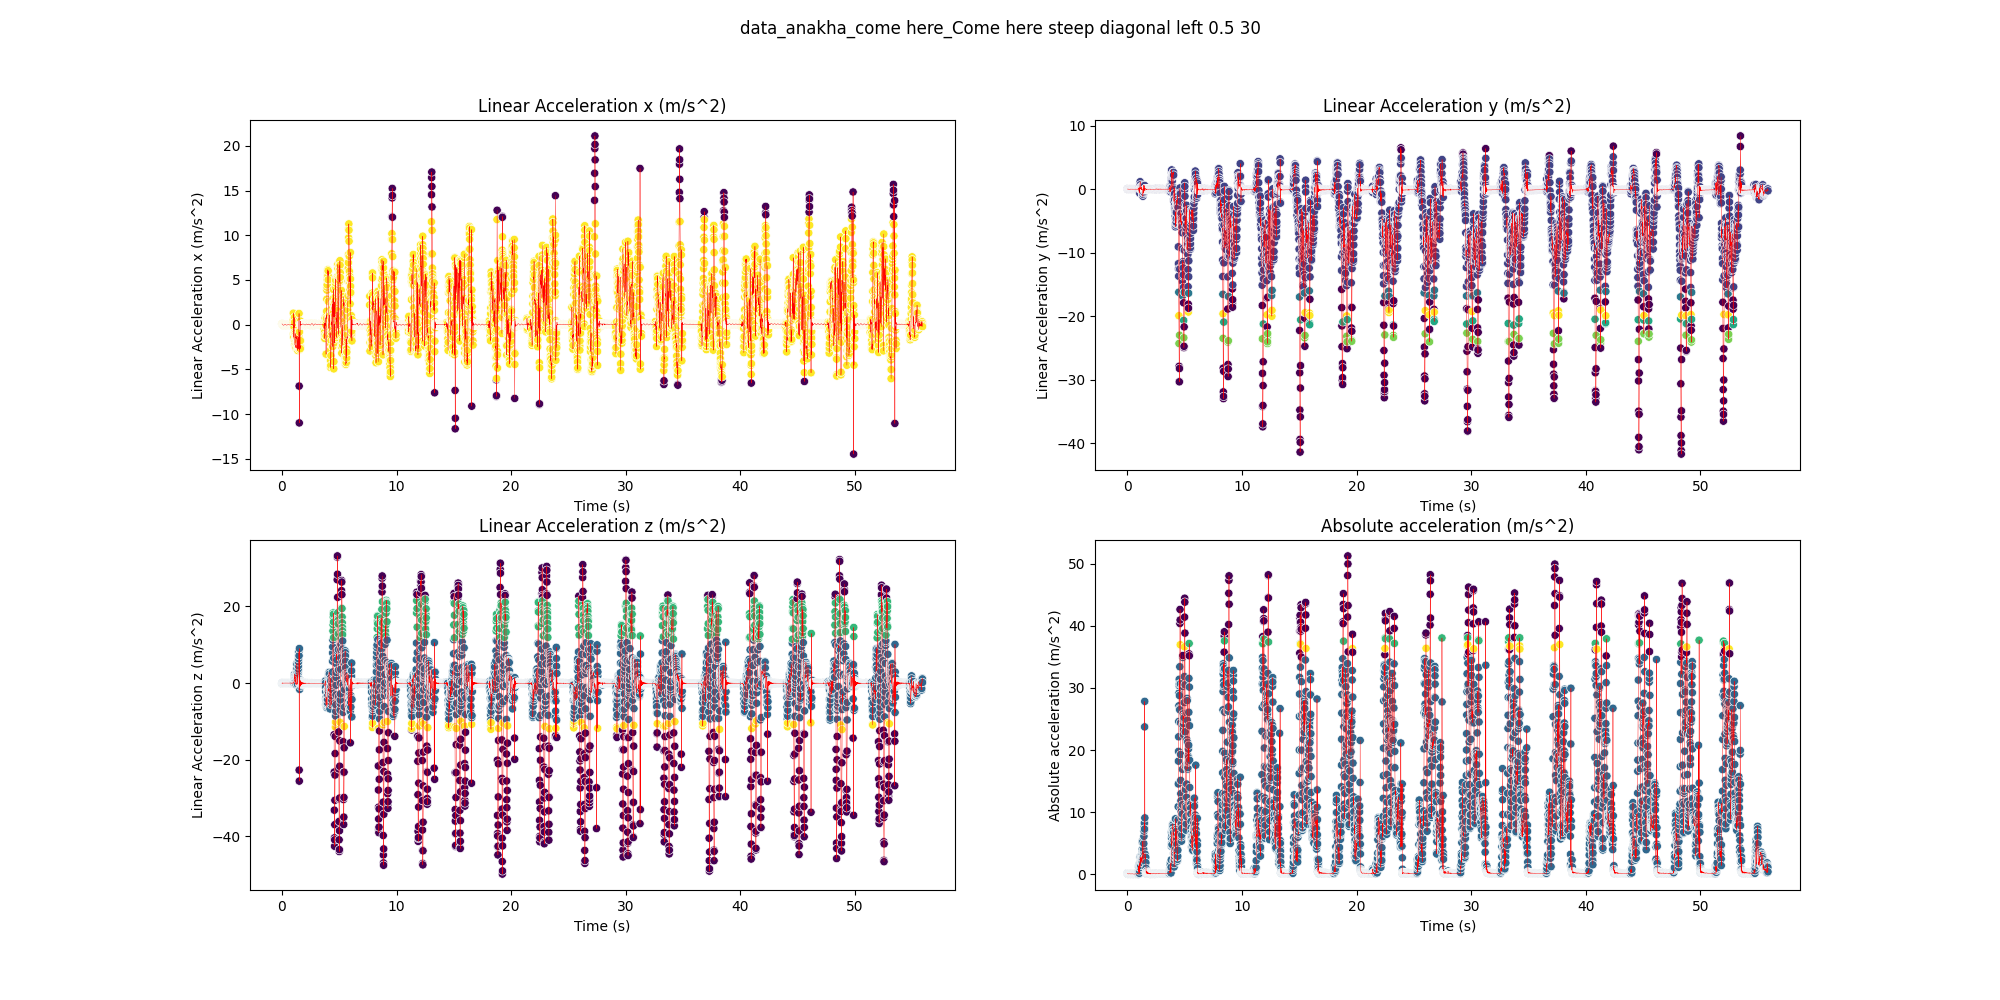 data_anakha_come here_Come here steep diagonal left 0.5 30
Linear Acceleration x (m/s^2)
Linear Acceleration x (m/s^2)
20
15
10
5
0
−5
−10
−15
0 10 20 30 40 50
Time (s)
Linear Acceleration y (m/s^2)
Linear Acceleration y (m/s^2)
10
0
−10
−20
−30
−40
0 10 20 30 40 50
Time (s)
Linear Acceleration z (m/s^2)
Linear Acceleration z (m/s^2)
20
0
−20
−40
0 10 20 30 40 50
Time (s)
Absolute acceleration (m/s^2)
Absolute acceleration (m/s^2)
50
40
30
20
10
0
0 10 20 30 40 50
Time (s)